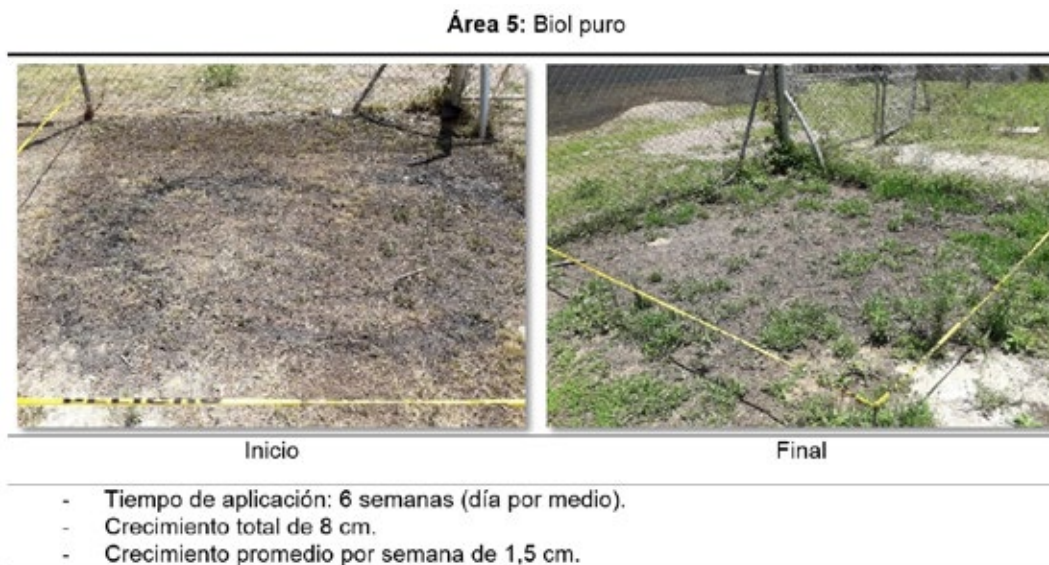 Área 5: Biol puro
Inicio
Final
- Tiempo de aplicación: 6 semanas (día por medio).
- Crecimiento total de 8 cm.
- Crecimiento promedio por semana de 1,5 cm.